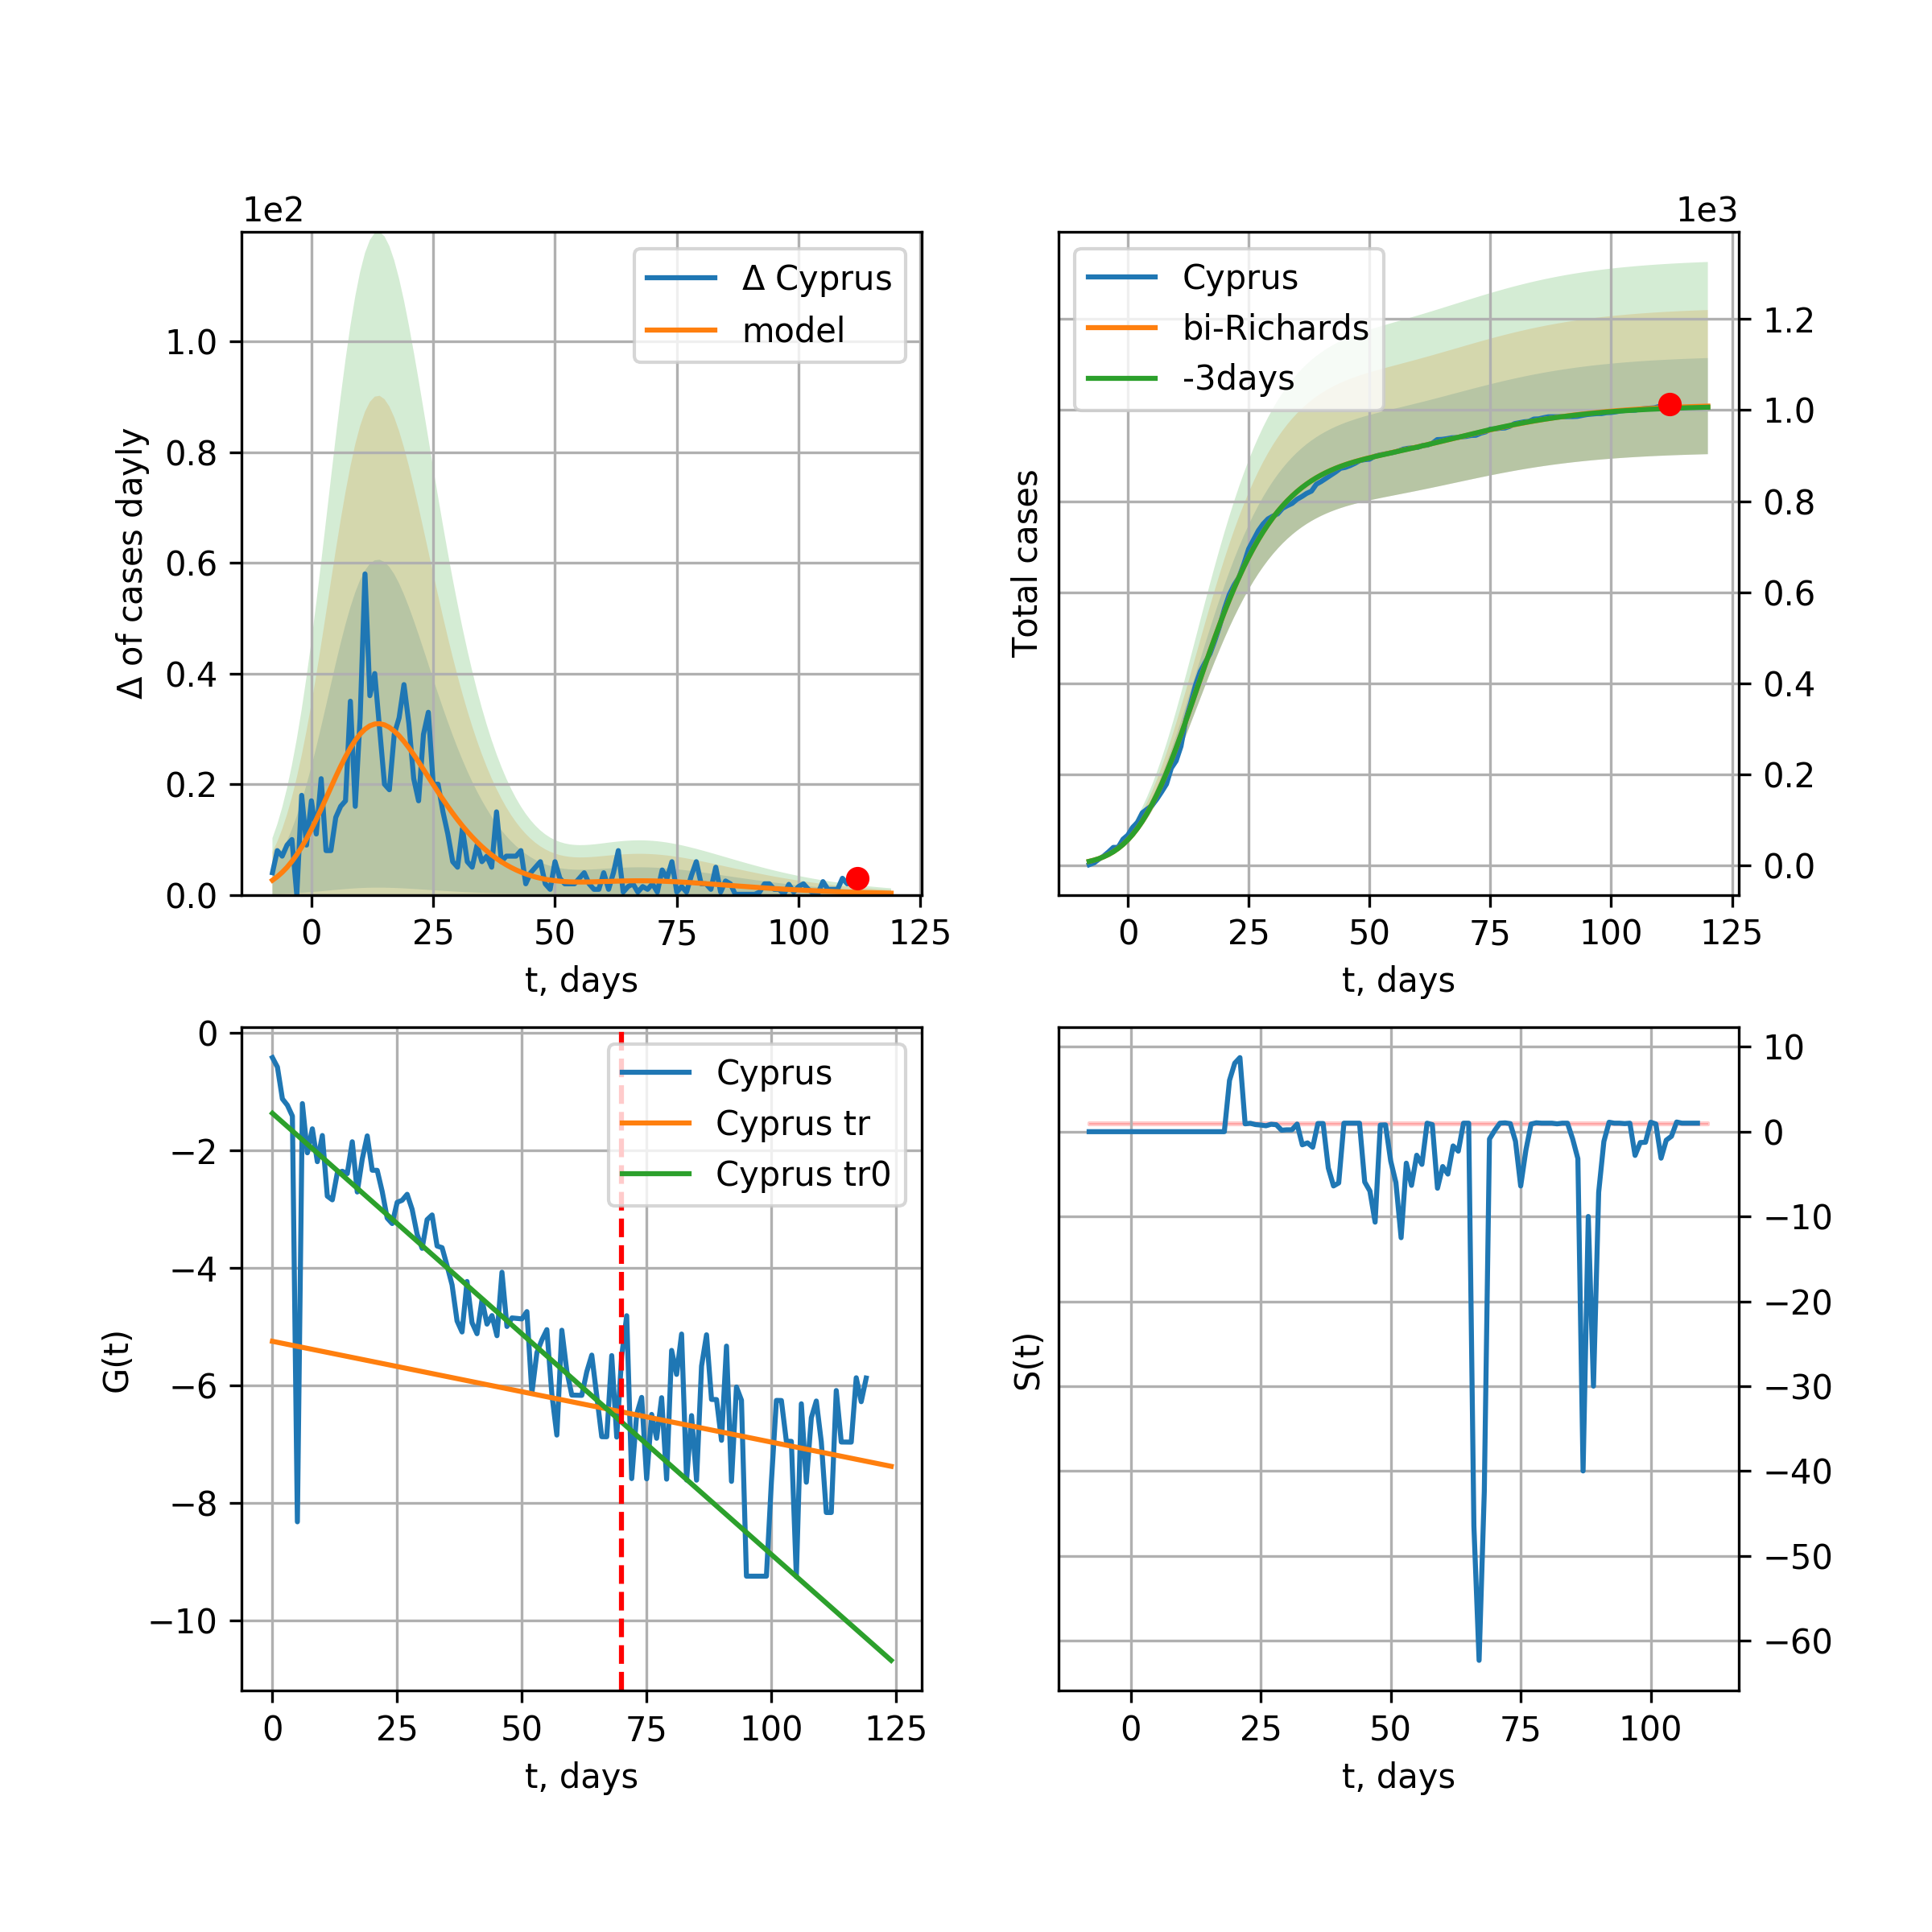 1e2
Δ Cyprus
model
1.0
0.8
0.6
0.4
0.2
0.0
Δ of cases dayly
0 25 50 75 100 125
t, days
1e3
Cyprus
bi-Richards
-3days
1.2
1.0
0.8
0.6
0.4
0.2
0.0
Total cases
0 25 50 75 100 125
t, days
Cyprus
Cyprus tr
Cyprus tr0
0
−2
−4
−6
−8
−10
G(t)
0 25 50 75 100 125
t, days
10
0
−10
−20
−30
−40
−50
−60
S(t)
0 25 50 75 100
t, days